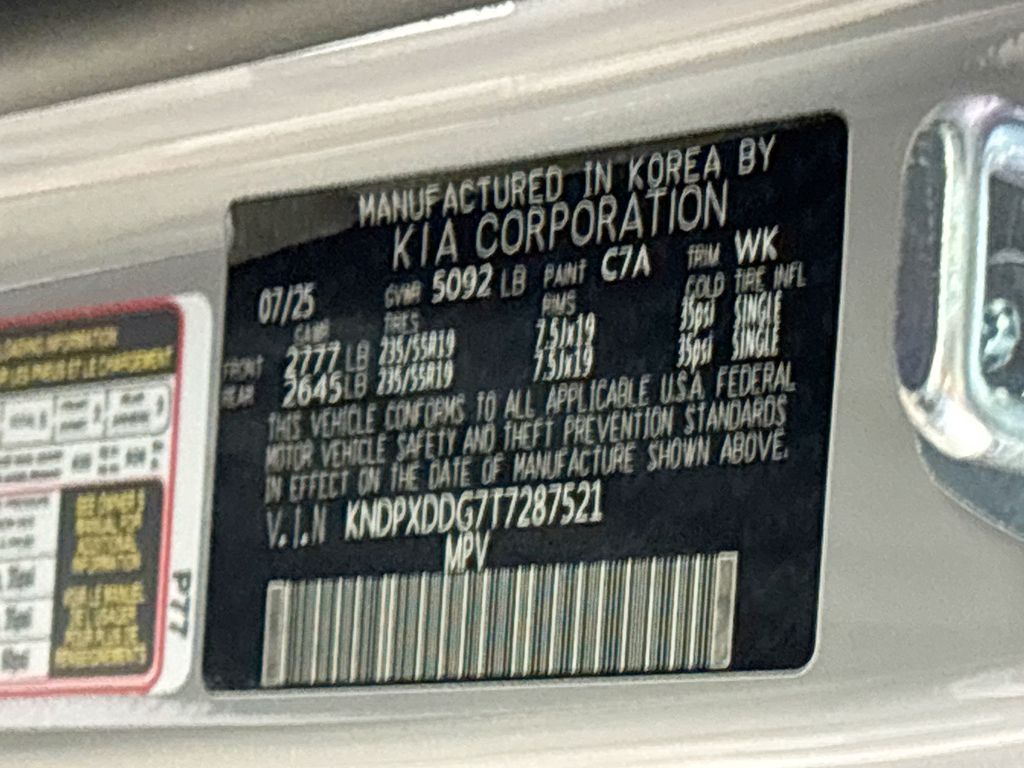 MANUFACTURED IN KOREA BY
KIA CORPORATION
07/25 GVWR 5092 LB PAINT C7A TRIM WK
GAWR TIRES RIMS COLD TIRE INFL
FRONT 2777 LB 235/55R19 7.5Jx19 35psi SINGLE
REAR 2645 LB 235/55R19 7.5Jx19 35psi SINGLE
THIS VEHICLE CONFORMS TO ALL APPLICABLE U.S.A. FEDERAL
MOTOR VEHICLE SAFETY AND THEFT PREVENTION STANDARDS
IN EFFECT ON THE DATE OF MANUFACTURE SHOWN ABOVE.
V.I.N KNDPXDDG7T7287521
MPV
P77